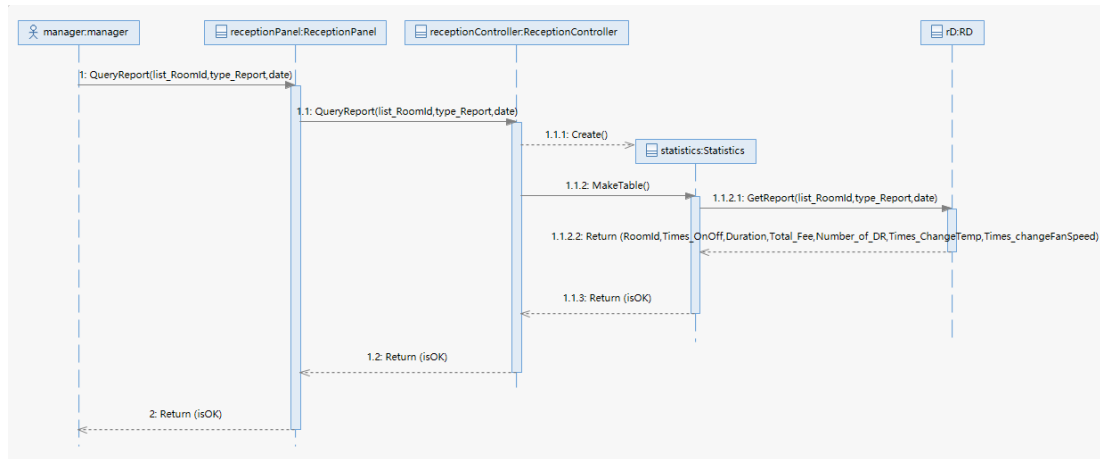 manager:manager
receptionPanel:ReceptionPanel
receptionController:ReceptionController
rD:RD
1: QueryReport(list_RoomId,type_Report,date)
1.1: QueryReport(list_RoomId,type_Report,date)
1.1.1: Create()
statistics:Statistics
1.1.2: MakeTable()
1.1.2.1: GetReport(list_RoomId,type_Report,date)
1.1.2.2: Return (RoomId,Times_OnOff,Duration,Total_Fee,Number_of_DR,Times_ChangeTemp,Times_changeFanSpeed)
1.1.3: Return (isOK)
1.2: Return (isOK)
2: Return (isOK)